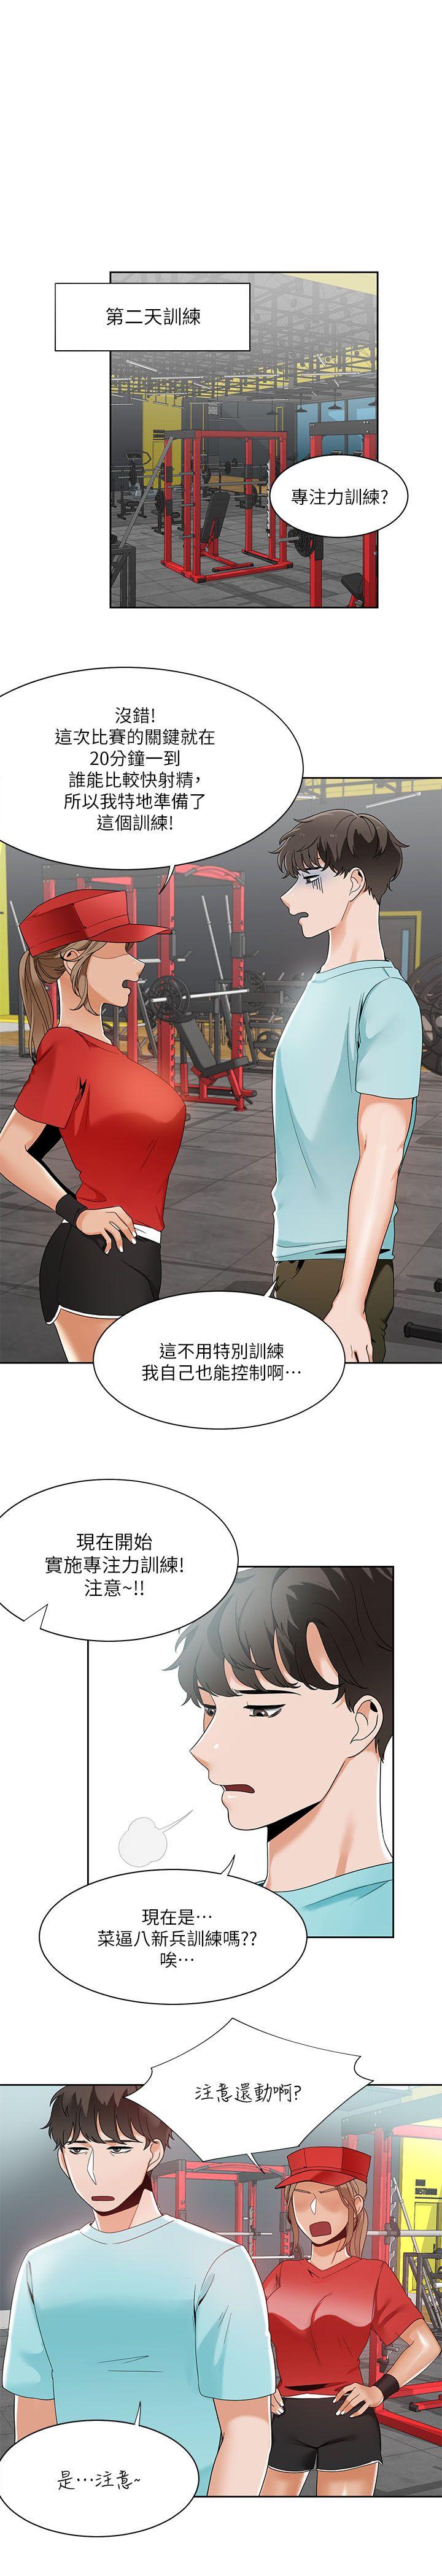 第二天訓練
專注力訓練?
沒錯!
這次比賽的關鍵就在
20分鐘一到
誰能比較快射精,
所以我特地準備了
這個訓練!
這不用特別訓練
我自己也能控制啊…
現在開始
實施專注力訓練!
注意~!!
現在是…
菜逼八新兵訓練嗎??
唉…
注意還動啊?
是…注意~